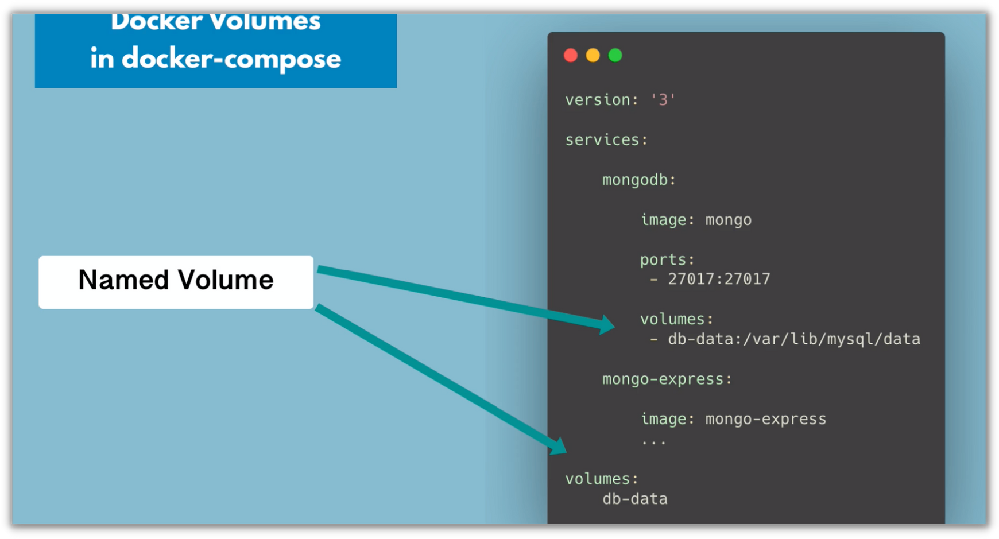 Docker Volumes
in docker-compose
Named Volume
version: '3'
services:
mongodb:
image: mongo
ports:
- 27017:27017
volumes:
- db-data:/var/lib/mysql/data
mongo-express:
image: mongo-express
...
volumes:
db-data